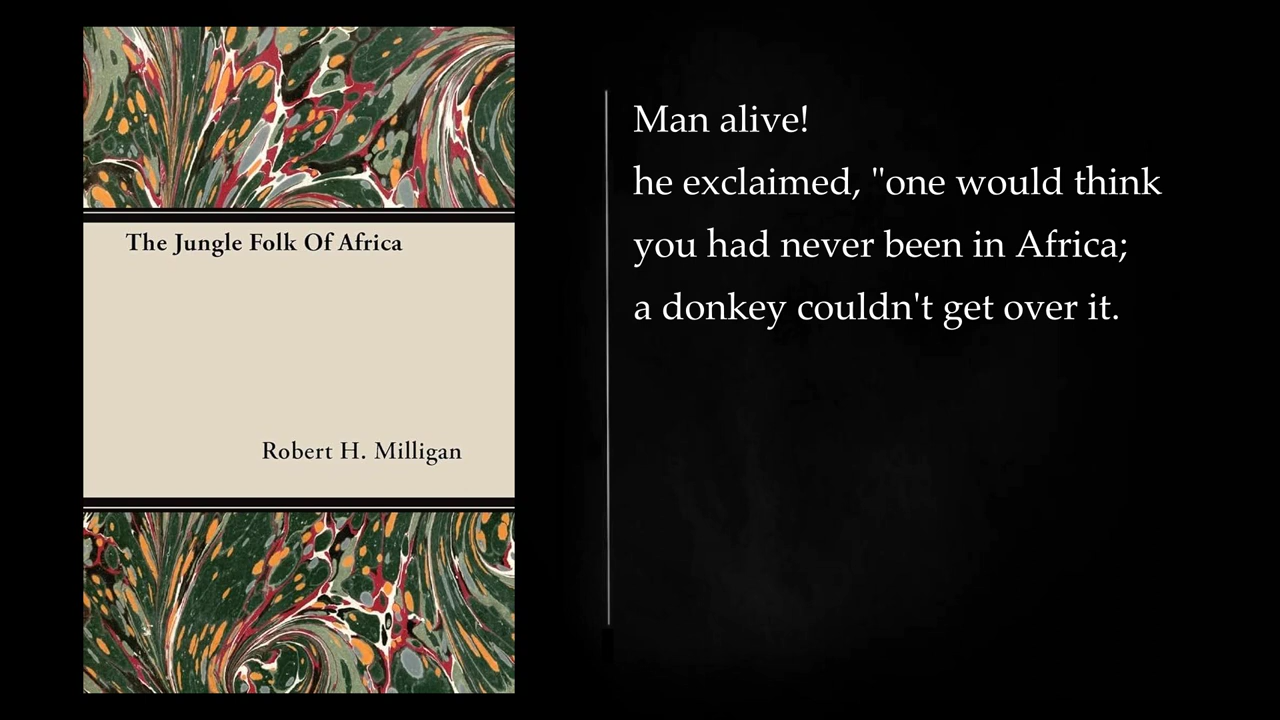 The Jungle Folk Of Africa
Robert H. Milligan
Man alive!
he exclaimed, "one would think
you had never been in Africa;
a donkey couldn't get over it.